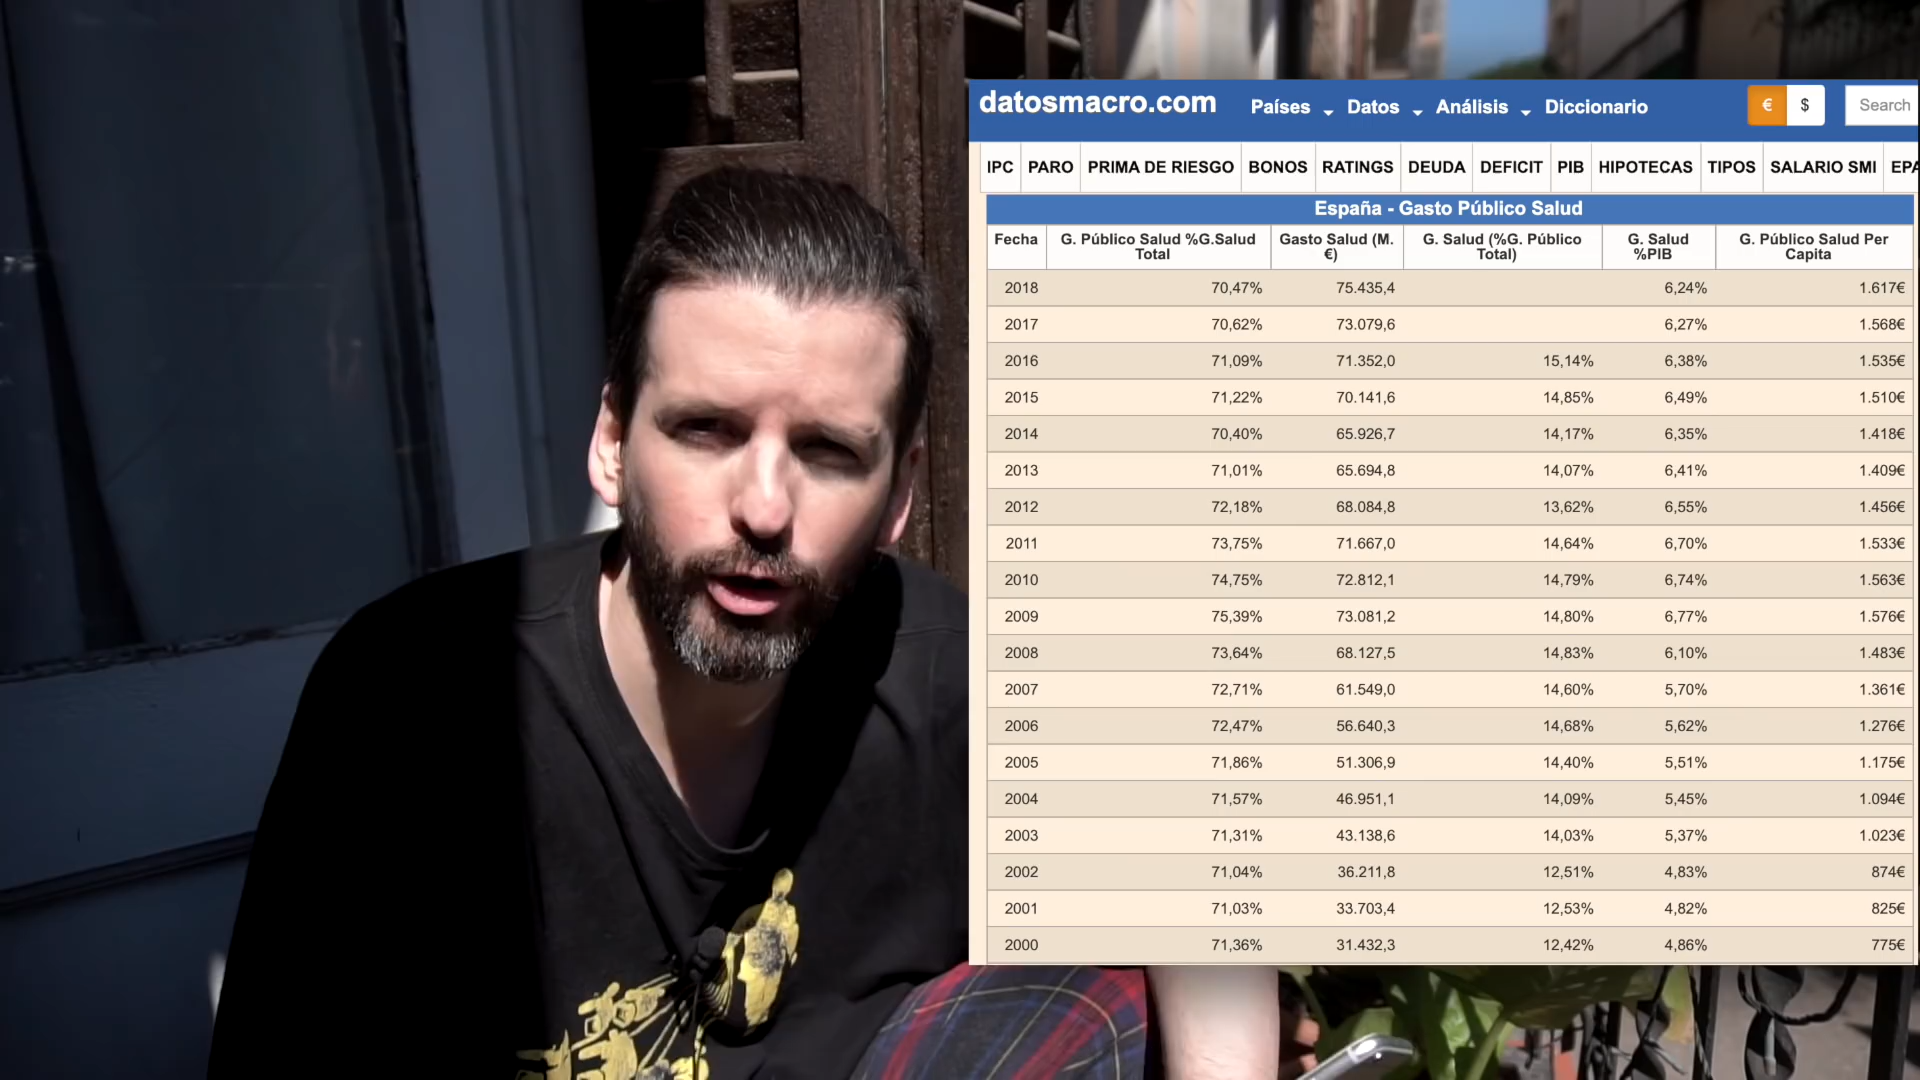 datosmacro.com Países Datos Análisis Diccionario € $ Search
IPC PARO PRIMA DE RIESGO BONOS RATINGS DEUDA DEFICIT PIB HIPOTECAS TIPOS SALARIO SMI EPA
España - Gasto Público Salud
Fecha G. Público Salud %G.Salud Total Gasto Salud (M. €) G. Salud (%G. Público Total) G. Salud %PIB G. Público Salud Per Capita
2018 70,47% 75.435,4 6,24% 1.617€
2017 70,62% 73.079,6 6,27% 1.568€
2016 71,09% 71.352,0 15,14% 6,38% 1.535€
2015 71,22% 70.141,6 14,85% 6,49% 1.510€
2014 70,40% 65.926,7 14,17% 6,35% 1.418€
2013 71,01% 65.694,8 14,07% 6,41% 1.409€
2012 72,18% 68.084,8 13,62% 6,55% 1.456€
2011 73,75% 71.667,0 14,64% 6,70% 1.533€
2010 74,75% 72.812,1 14,79% 6,74% 1.563€
2009 75,39% 73.081,2 14,80% 6,77% 1.576€
2008 73,64% 68.127,5 14,83% 6,10% 1.483€
2007 72,71% 61.549,0 14,60% 5,70% 1.361€
2006 72,47% 56.640,3 14,68% 5,62% 1.276€
2005 71,86% 51.306,9 14,40% 5,51% 1.175€
2004 71,57% 46.951,1 14,09% 5,45% 1.094€
2003 71,31% 43.138,6 14,03% 5,37% 1.023€
2002 71,04% 36.211,8 12,51% 4,83% 874€
2001 71,03% 33.703,4 12,53% 4,82% 825€
2000 71,36% 31.432,3 12,42% 4,86% 775€